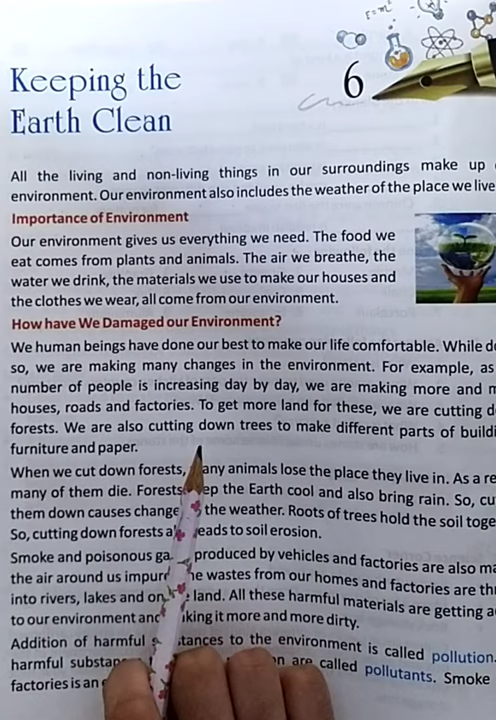 E=m
6
Keeping the
Earth Clean
All the living and non-living things in our surroundings make up
environment. Our environment also includes the weather of the place we live
Importance of Environment
Our environment gives us everything we need. The food we
eat comes from plants and animals. The air we breathe, the
water we drink, the materials we use to make our houses and
the clothes we wear, all come from our environment.
How have We Damaged our Environment?
We human beings have done our best to make our life comfortable. While
so, we are making many changes in the environment. For example, as
number of people is increasing day by day, we are making more and
houses, roads and factories. To get more land for these, we are cutting
forests. We are also cutting down trees to make different parts of
furniture and paper.
When we cut down forests, many animals lose the place they live in. As a
many of them die. Forests keep the Earth cool and also bring rain. So,
them down causes change the weather. Roots of trees hold the soil
So, cutting down forests leads to soil erosion.
Smoke and poisonous produced by vehicles and factories are also
the air around us wastes from our homes and factories are
into rivers, lakes and on land. All these harmful materials are getting
to our environment and making it more and more dirty.
Addition of harmful substances to the environment is called pollution.
harmful are called pollutants. Smoke
factories is an